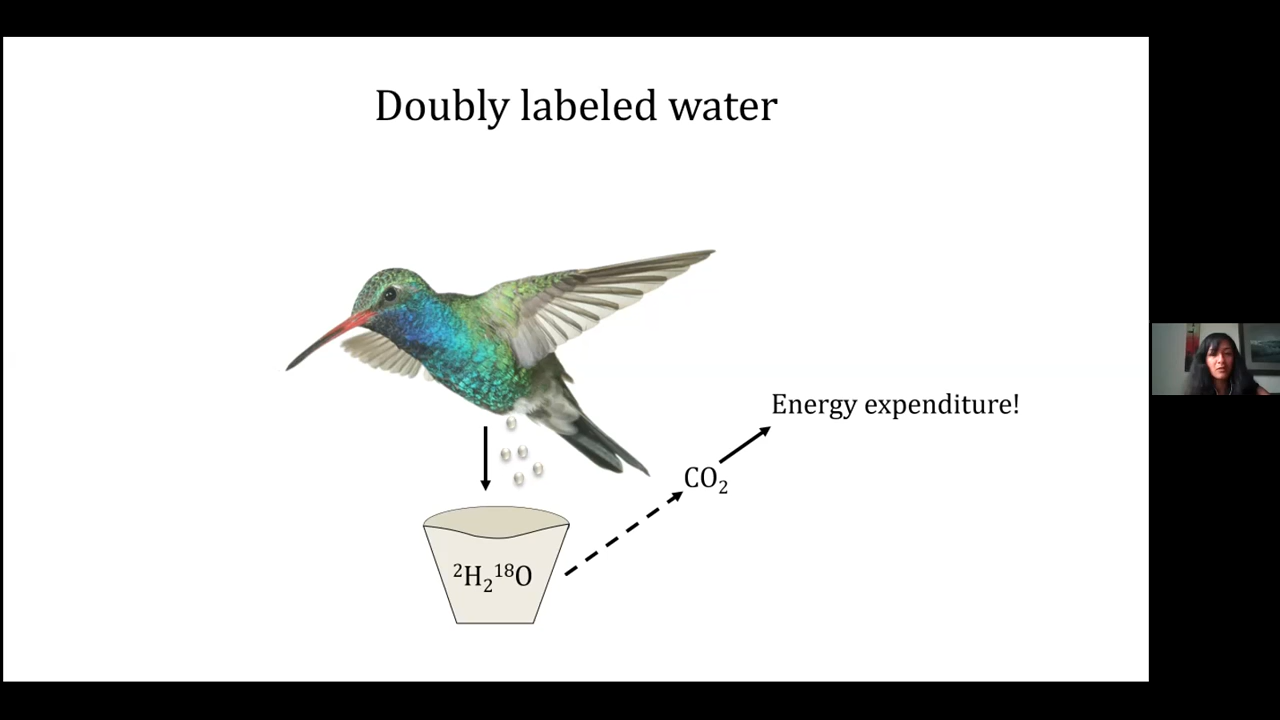 Doubly labeled water
Energy expenditure!
CO₂
²H₂¹⁸O